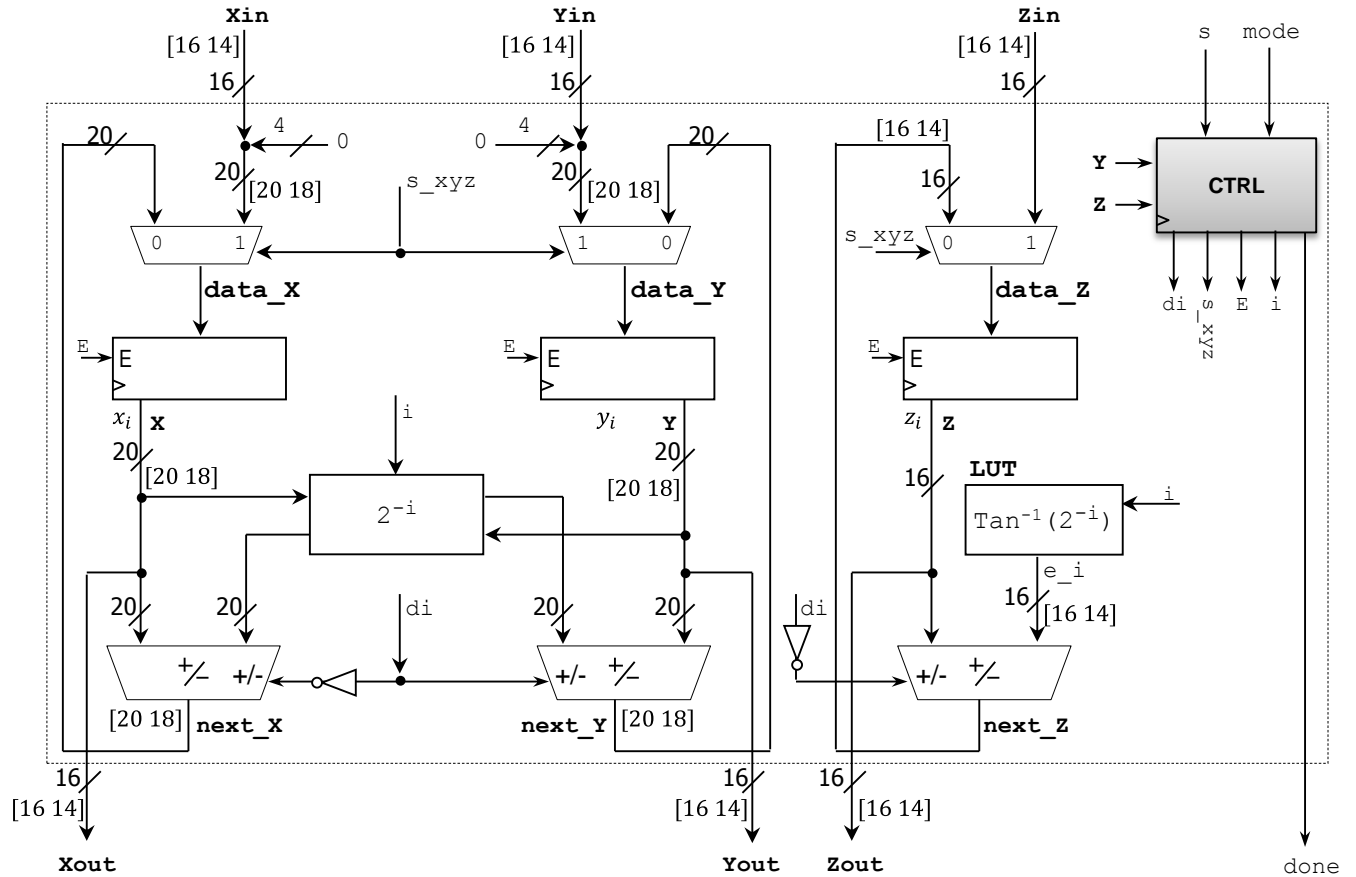 Xin
Yin
Zin
[16 14]
[16 14]
[16 14]
s
mode
16
16
16
20
4
0
0
4
20
[16 14]
20
[20 18]
s_xyz
20
[20 18]
16
Y
Z
CTRL
0
1
1
0
s_xyz
0
1
data_X
data_Y
data_Z
di
s_xyz
E
i
E
E
E
E
E
E
x_i
X
i
y_i
Y
z_i
Z
20
[20 18]
20
[20 18]
LUT
16
2^-i
Tan^-1(2^-i)
i
e_i
20
20
di
20
20
di
16
[16 14]
+/-
+/-
+/-
+/-
+/-
+/-
[20 18]
next_X
next_Y
[20 18]
next_Z
16
[16 14]
16
[16 14]
16
[16 14]
Xout
Yout
Zout
done